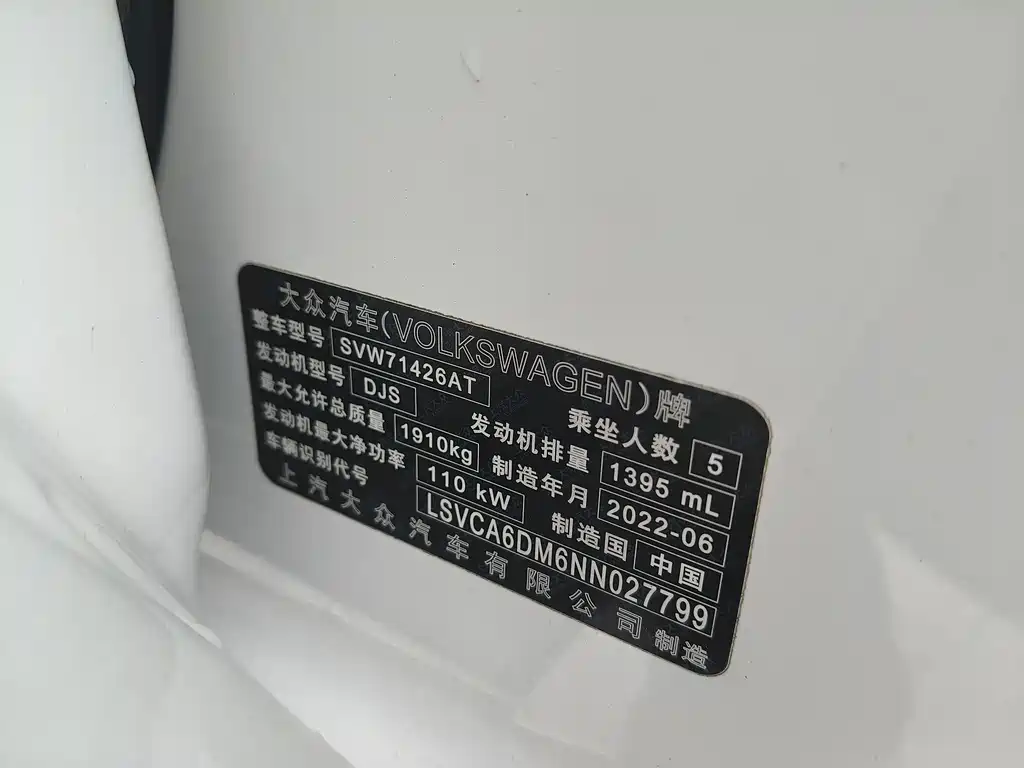 大众汽车(VOLKSWAGEN)牌
整车型号 SVW71426AT 乘坐人数 5
发动机型号 DJS 发动机排量 1395 mL
最大允许总质量 1910kg 制造年月 2022-06
发动机最大净功率 110 kW 制造国 中国
车辆识别代号 LSVCA6DM6NN027799
上汽大众汽车有限公司制造